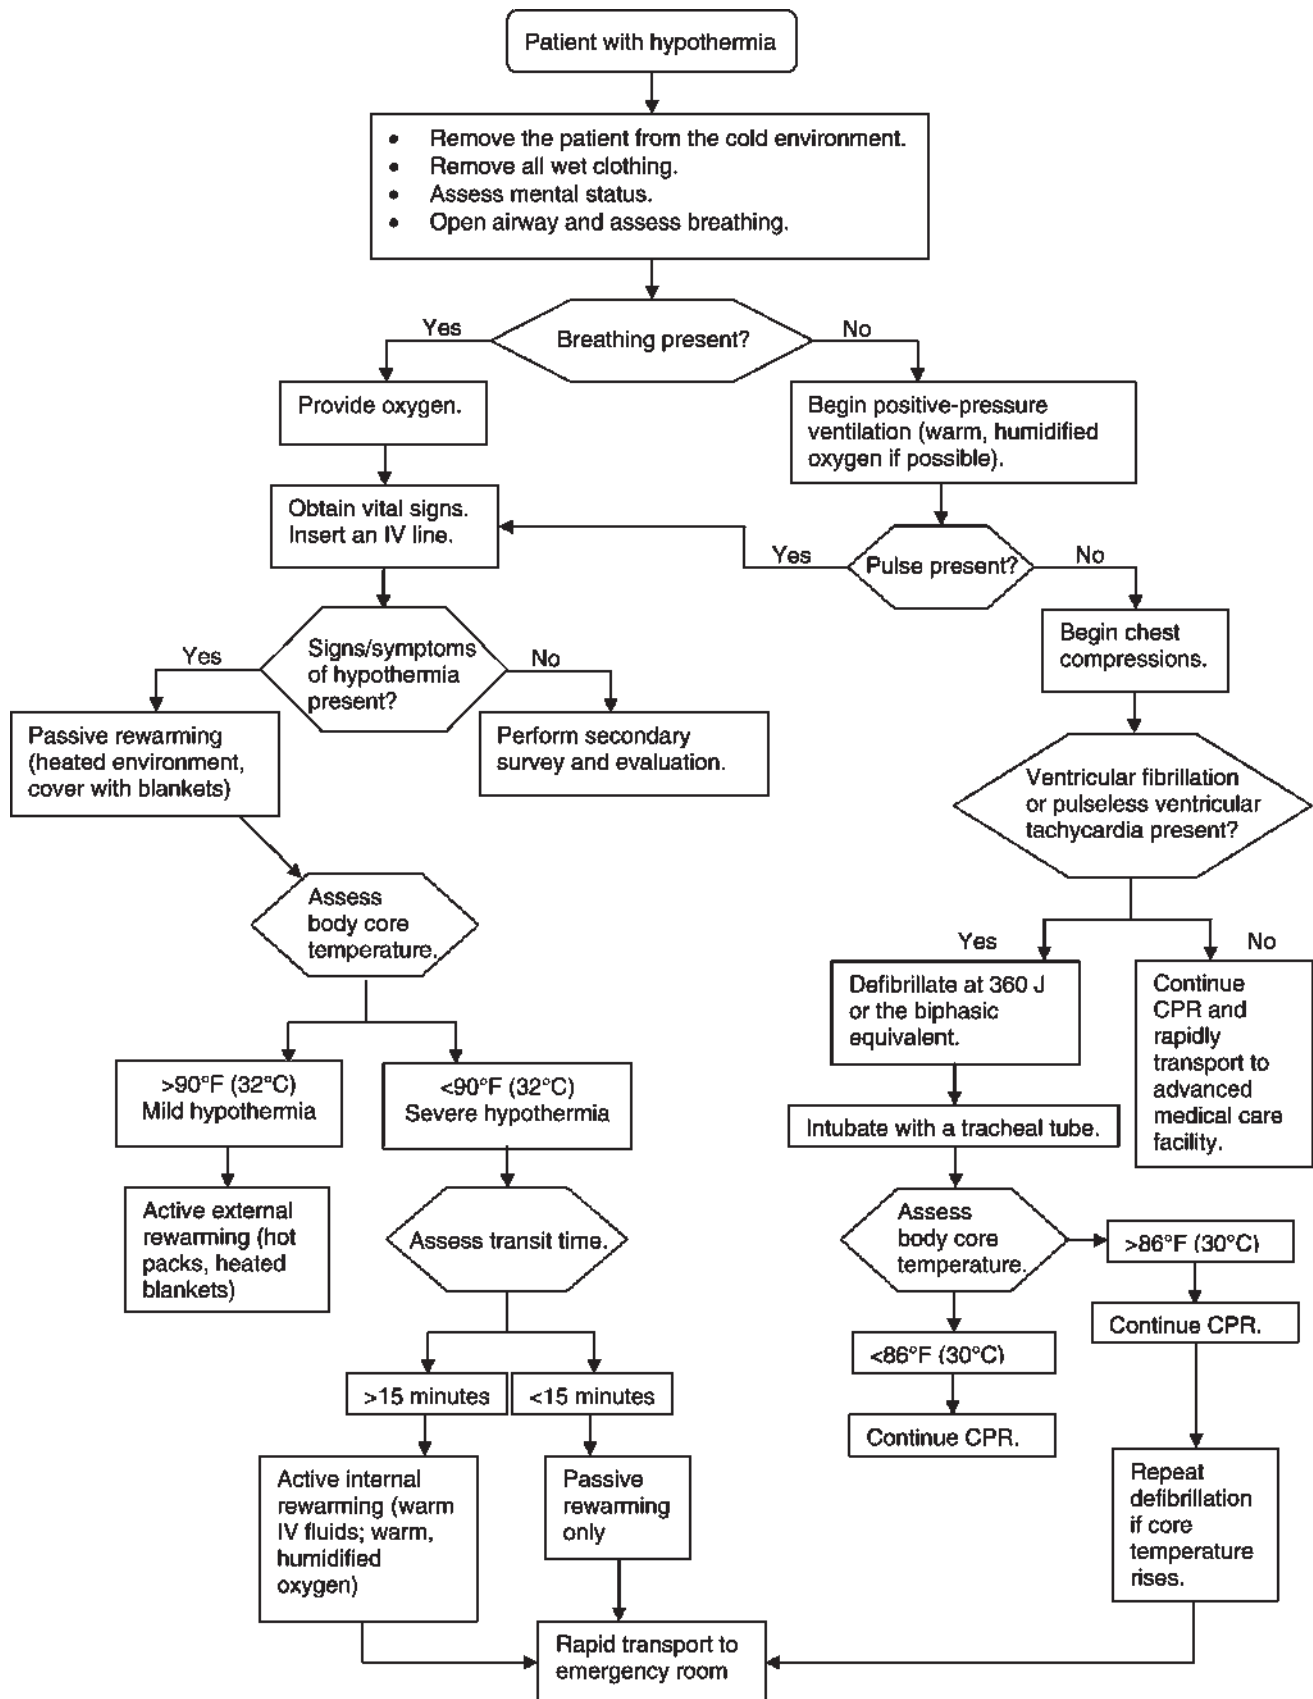 Patient with hypothermia
• Remove the patient from the cold environment.
• Remove all wet clothing.
• Assess mental status.
• Open airway and assess breathing.
Yes
Breathing present?
No
Provide oxygen.
Begin positive-pressure
ventilation (warm, humidified
oxygen if possible).
Obtain vital signs.
Insert an IV line.
Yes
Pulse present?
No
Begin chest
compressions.
Yes
Signs/symptoms
of hypothermia
present?
No
Passive rewarming
(heated environment,
cover with blankets)
Perform secondary
survey and evaluation.
Ventricular fibrillation
or pulseless ventricular
tachycardia present?
Assess
body core
temperature.
Yes
No
Defibrillate at 360 J
or the biphasic
equivalent.
Continue
CPR and
rapidly
transport to
advanced
medical care
facility.
>90°F (32°C)
Mild hypothermia
<90°F (32°C)
Severe hypothermia
Intubate with a tracheal tube.
Active external
rewarming (hot
packs, heated
blankets)
Assess transit time.
Assess
body core
temperature.
>86°F (30°C)
Continue CPR.
<86°F (30°C)
Continue CPR.
>15 minutes
<15 minutes
Active internal
rewarming (warm
IV fluids; warm,
humidified
oxygen)
Passive
rewarming
only
Repeat
defibrillation
if core
temperature
rises.
Rapid transport to
emergency room